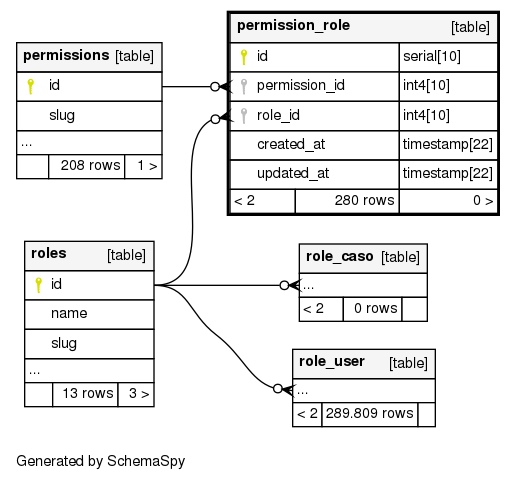 permissions [table]
id
slug
...
208 rows 1 >
permission_role [table]
id serial[10]
permission_id int4[10]
role_id int4[10]
created_at timestamp[22]
updated_at timestamp[22]
< 2 280 rows 0 >
roles [table]
id
name
slug
...
13 rows 3 >
role_caso [table]
...
< 2 0 rows
role_user [table]
...
< 2 289.809 rows
Generated by SchemaSpy